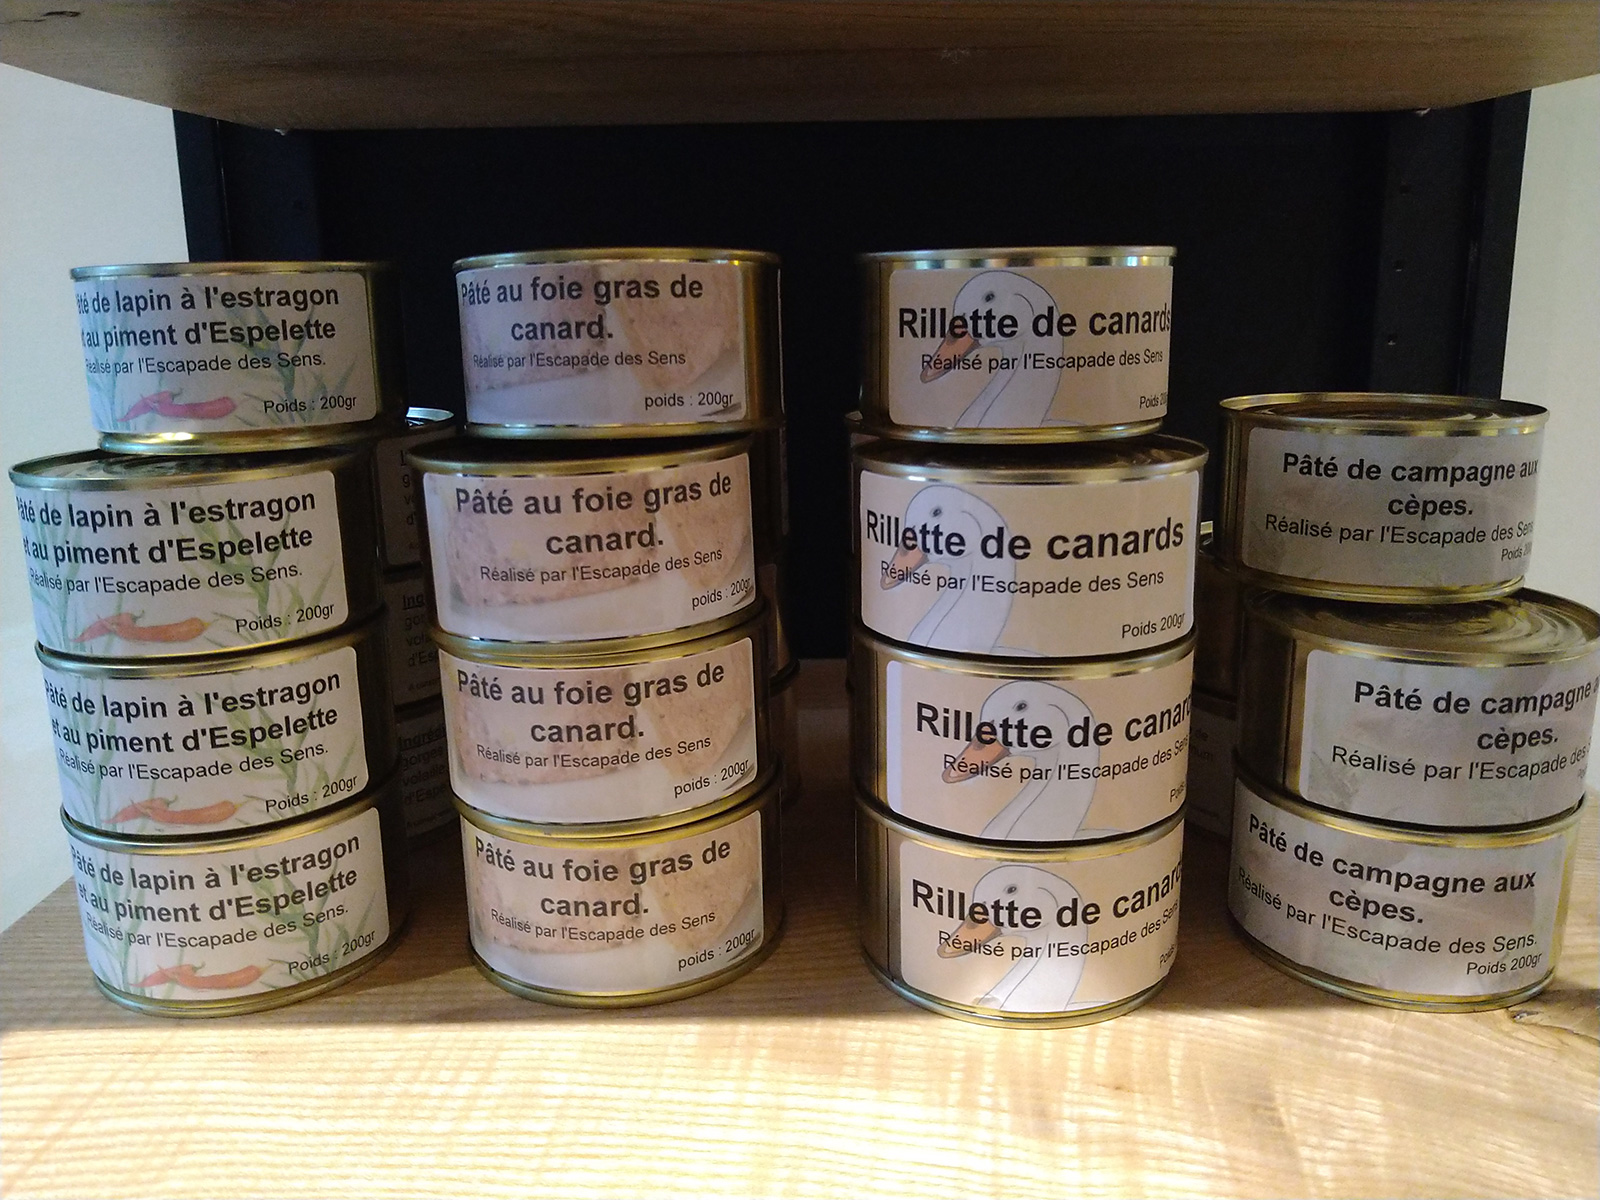 de lapin à l'estragon
au piment d'Espelette
Réalisé par l'Escapade des Sens.
Poids : 200gr
Pâté de lapin à l'estragon
et au piment d'Espelette
Réalisé par l'Escapade des Sens.
Poids : 200gr
Pâté de lapin à l'estragon
et au piment d'Espelette
Réalisé par l'Escapade des Sens.
Poids : 200gr
Pâté de lapin à l'estragon
et au piment d'Espelette
Réalisé par l'Escapade des Sens.
Poids : 200gr
Pâté au foie gras de
canard.
Réalisé par l'Escapade des Sens
poids : 200gr
Pâté au foie gras de
canard.
Réalisé par l'Escapade des Sens
poids : 200gr
Pâté au foie gras de
canard.
Réalisé par l'Escapade des Sens
poids : 200gr
Pâté au foie gras de
canard.
Réalisé par l'Escapade des Sens
poids : 200gr
Rillette de canards
Réalisé par l'Escapade des Sens
Poids
Rillette de canards
Réalisé par l'Escapade des Sens
Poids 200gr
Rillette de canard
Réalisé par l'Escapade des Sens
Rillette de canard
Réalisé par l'Escapade des Sens
Poids
Pâté de campagne aux
cèpes.
Réalisé par l'Escapade des Sens
Poids
Pâté de campagne
cèpes.
Réalisé par l'Escapade des
Pâté de campagne aux
cèpes.
Réalisé par l'Escapade des Sens.
Poids 200gr